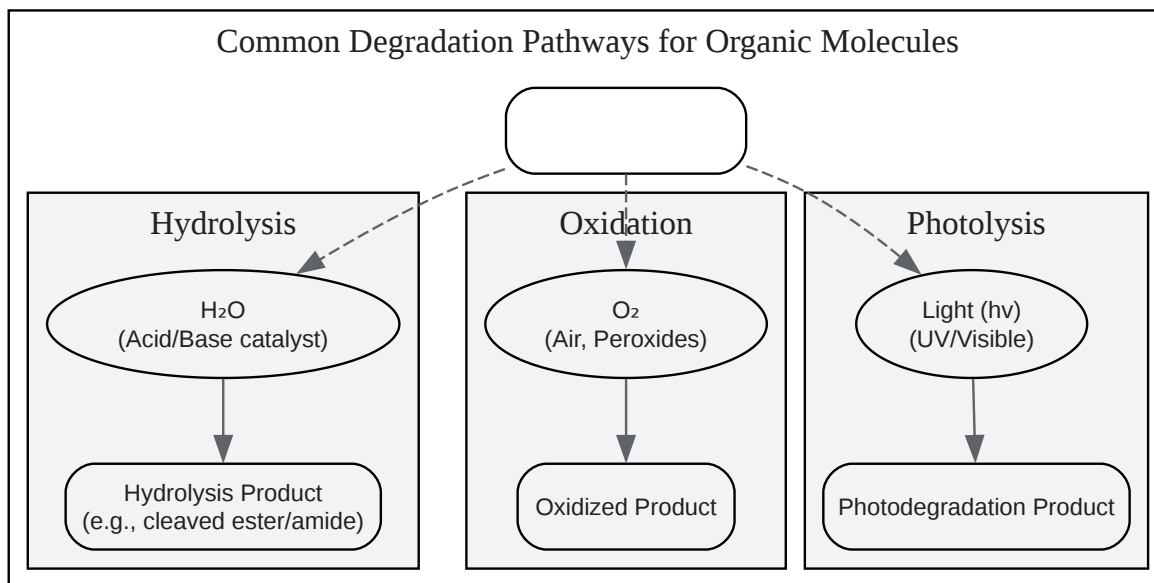 Common Degradation Pathways for Organic Molecules
Hydrolysis
Oxidation
Photolysis
H₂O
(Acid/Base catalyst)
O₂
(Air, Peroxides)
Light (hv)
(UV/Visible)
Hydrolysis Product
(e.g., cleaved ester/amide)
Oxidized Product
Photodegradation Product